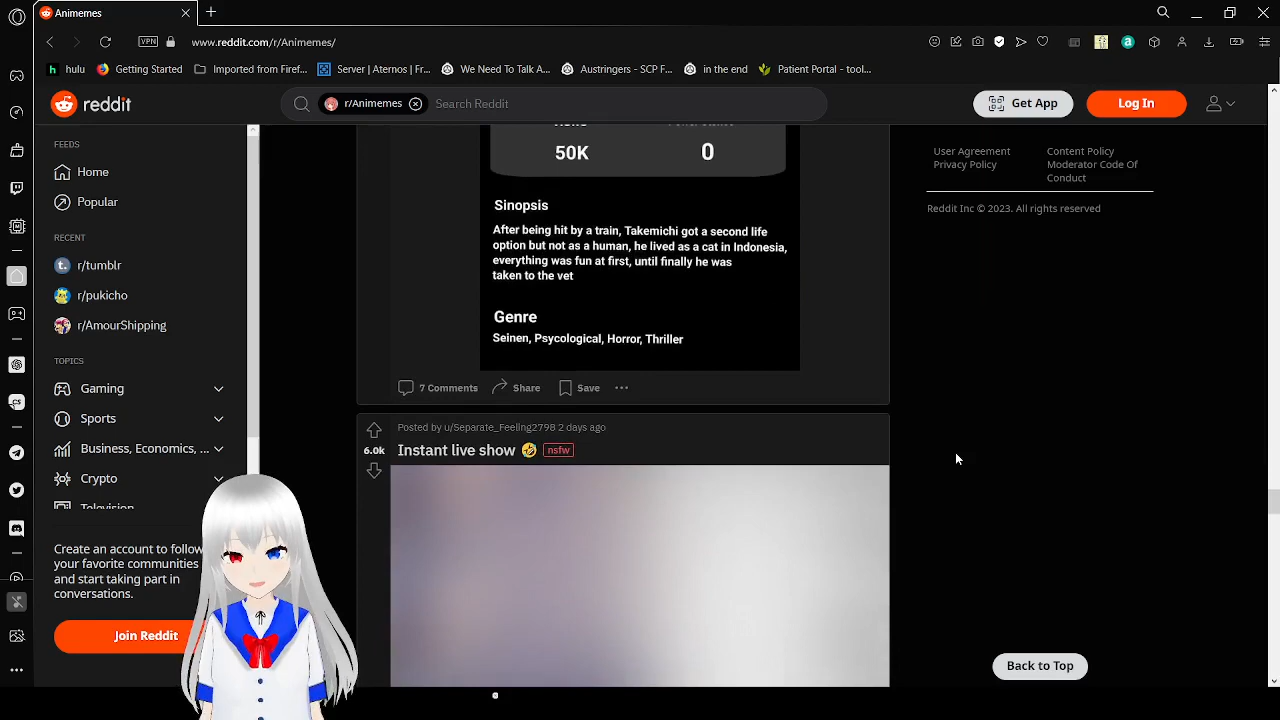 Animemes
VPN
www.reddit.com/r/Animemes/
hulu
Getting Started
Imported from Firef...
Server | Aternos | Fr...
We Need To Talk A...
Austringers - SCP F...
in the end
Patient Portal - tool...
reddit
r/Animemes
Search Reddit
Get App
Log In
FEEDS
Home
Popular
RECENT
r/tumblr
r/pukicho
r/AmourShipping
TOPICS
Gaming
Sports
Business, Economics, ...
Crypto
Television
Create an account to follow
your favorite communities
and start taking part in
conversations.
Join Reddit
50K
0
Sinopsis
After being hit by a train, Takemichi got a second life
option but not as a human, he lived as a cat in Indonesia,
everything was fun at first, until finally he was
taken to the vet
Genre
Seinen, Psycological, Horror, Thriller
7 Comments
Share
Save
6.0k
Posted by u/Separate_Feeling2798 2 days ago
Instant live show 🤣 nsfw
User Agreement
Privacy Policy
Content Policy
Moderator Code Of
Conduct
Reddit Inc © 2023. All rights reserved
Back to Top